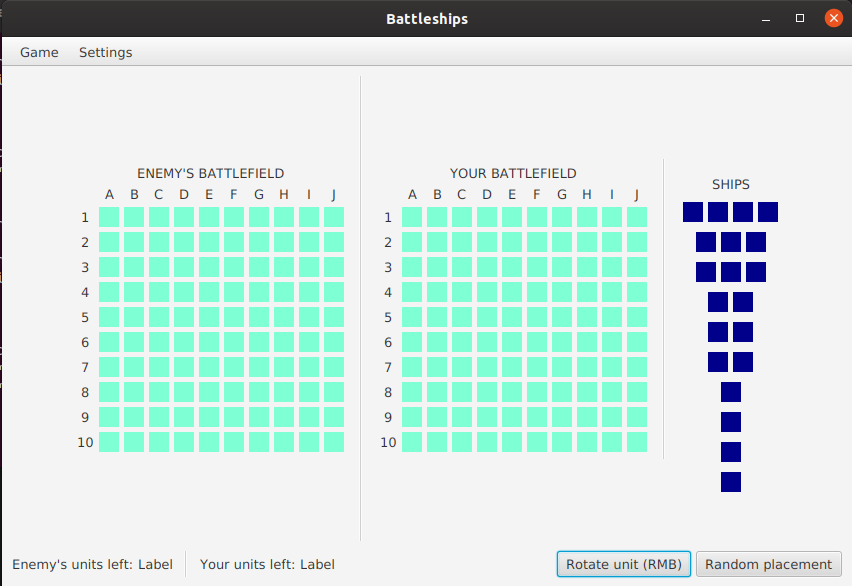 Battleships
Game Settings
ENEMY'S BATTLEFIELD
A B C D E F G H I J
1
2
3
4
5
6
7
8
9
10
YOUR BATTLEFIELD
A B C D E F G H I J
1
2
3
4
5
6
7
8
9
10
SHIPS
Enemy's units left: Label
Your units left: Label
Rotate unit (RMB)
Random placement